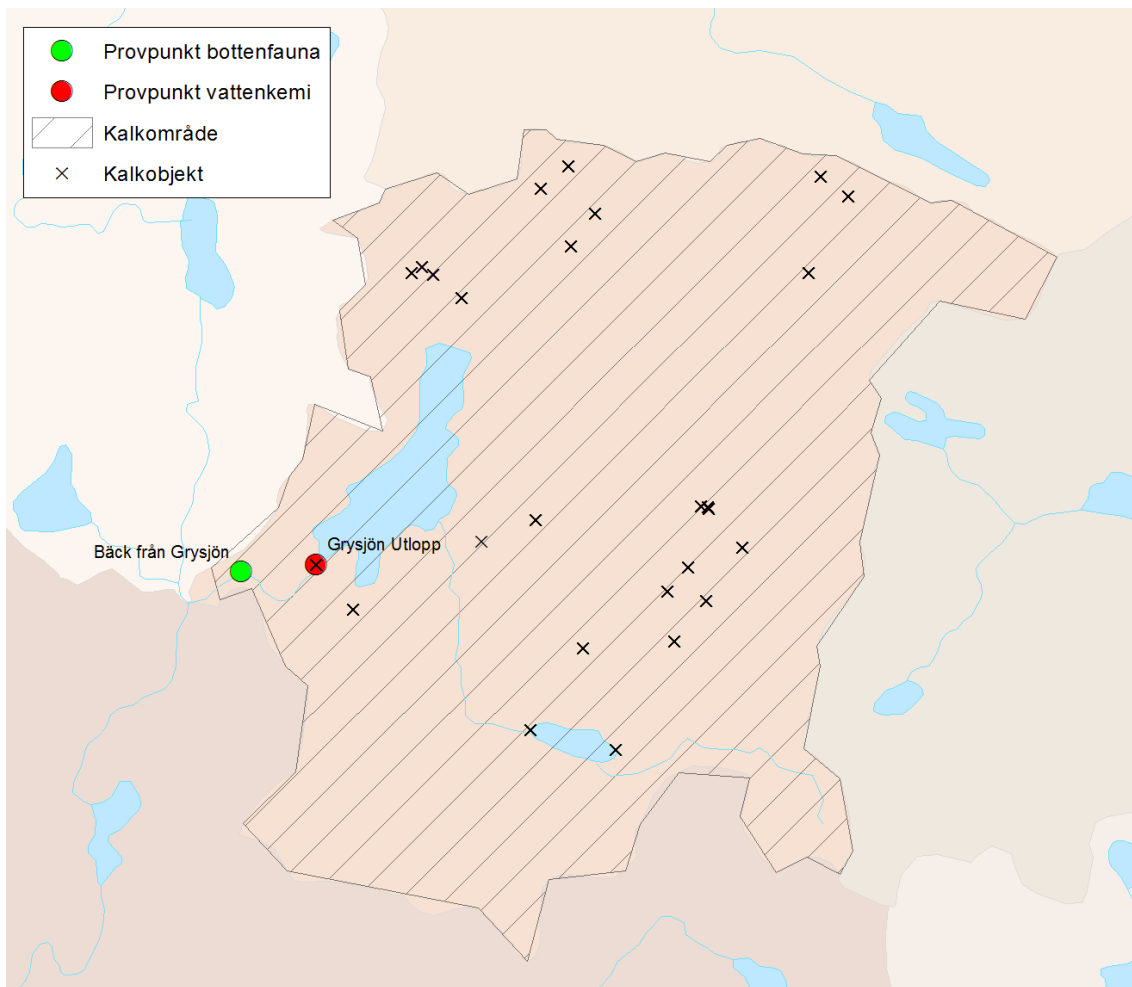 Provpunkt bottenfauna
Provpunkt vattenkemi
Kalkområde
Kalkobjekt
Bäck från Grysjön
Grysjön Utlopp